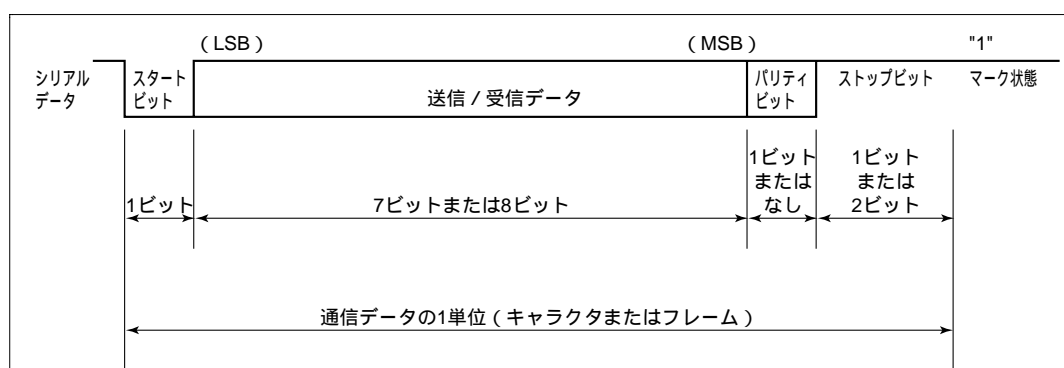 (LSB)
(MSB)
"1"
シリアル
データ
スタート
ビット
送信/受信データ
パリティ
ビット
ストップビット
マーク状態
1ビット
7ビットまたは8ビット
1ビット
または
なし
1ビット
または
2ビット
通信データの1単位(キャラクタまたはフレーム)